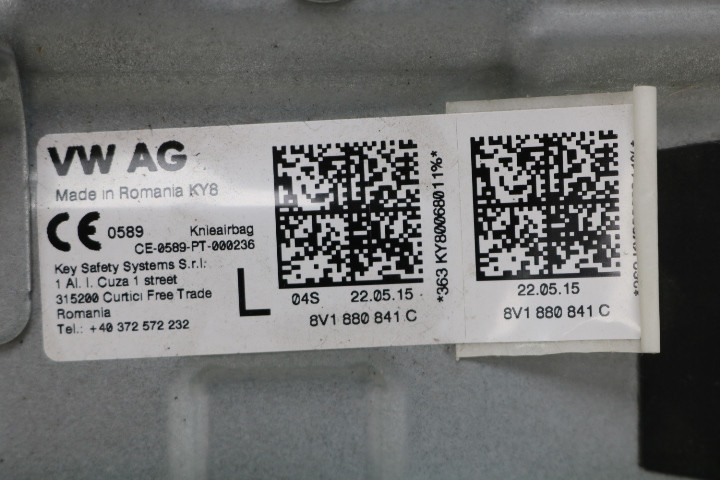 VW AG
Made in Romania KY8
CE 0589 Knieairbag
CE-0589-PT-000236
Key Safety Systems S.r.l.
1 Al. I. Cuza 1 street
315200 Curtici Free Trade
Romania
Tel.: +40 372 572 232
L
04S 22.05.15
8V1 880 841 C
*363 KY80068011%*
22.05.15
8V1 880 841 C